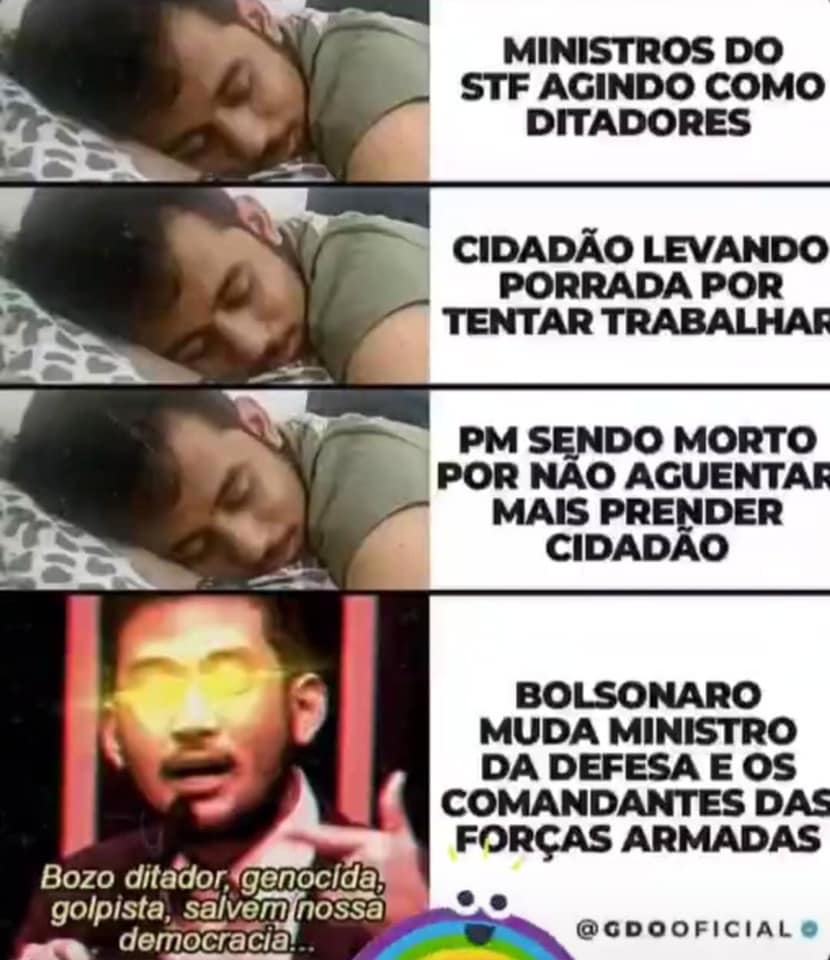 MINISTROS DO
STF AGINDO COMO
DITADORES
CIDADÃO LEVANDO
PORRADA POR
TENTAR TRABALHAR
PM SENDO MORTO
POR NÃO AGUENTAR
MAIS PRENDER
CIDADÃO
BOLSONARO
MUDA MINISTRO
DA DEFESA E OS
COMANDANTES DAS
FORÇAS ARMADAS
Bozo ditador, genocida,
golpista, salvem nossa
democracia...
@GDOOFICIAL